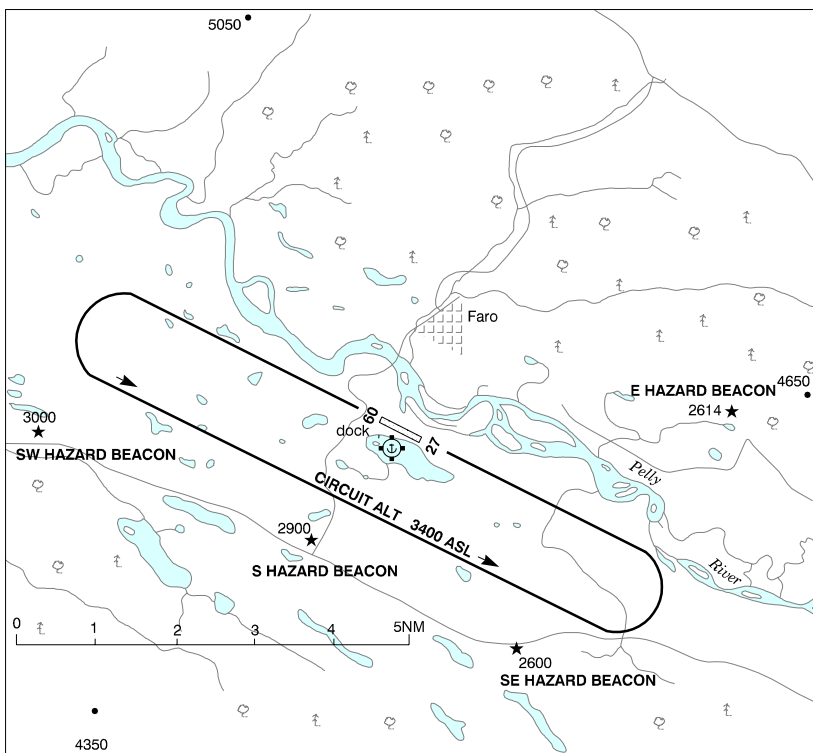 5050
Faro
4650
E HAZARD BEACON
2614
3000
09
dock
27
SW HAZARD BEACON
Pelly
CIRCUIT ALT 3400 ASL
2900
S HAZARD BEACON
River
0 1 2 3 4 5NM
2600
SE HAZARD BEACON
4350